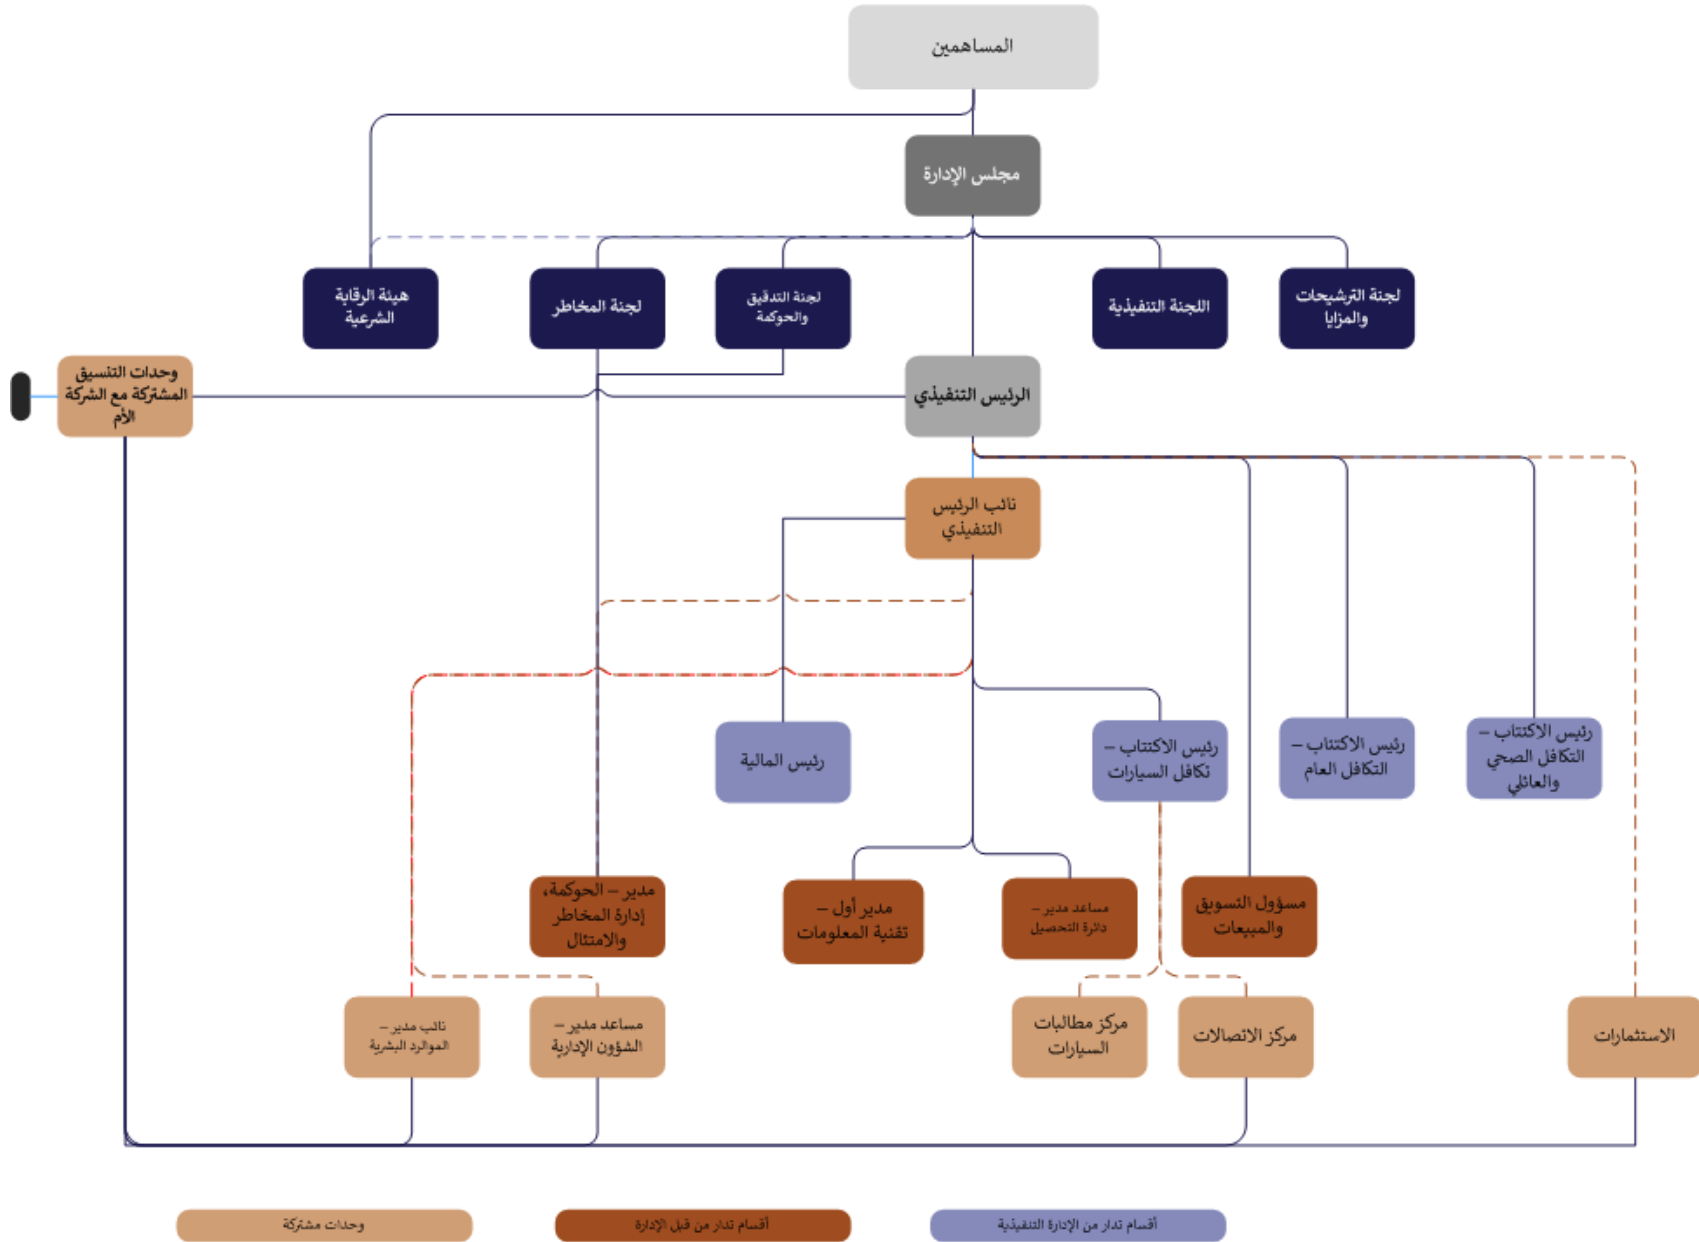 المساهمين
مجلس الإدارة
لجنة الترشيحات
والمزايا
اللجنة التنفيذية
لجنة التدقيق
والحوكمة
لجنة المخاطر
هيئة الرقابة
الشرعية
الرئيس التنفيذي
وحدات التنسيق
المشتركة مع الشركة
الأم
نائب الرئيس
التنفيذي
رئيس الاكتتاب –
التكافل الصحي
والعائلي
رئيس الاكتتاب –
التكافل العام
رئيس الاكتتاب –
تكافل السيارات
رئيس المالية
مسؤول التسويق
والمبيعات
مساعد مدير –
دائرة التحصيل
مدير أول –
تقنية المعلومات
مدير – الحوكمة،
إدارة المخاطر
والامتثال
الاستثمارات
مركز الاتصالات
مركز مطالبات
السيارات
مساعد مدير –
الشؤون الإدارية
نائب مدير –
الموالرد البشرية
أقسام تدار من الإدارة التنفيذية
أقسام تدار من قبل الإدارة
وحدات مشتركة